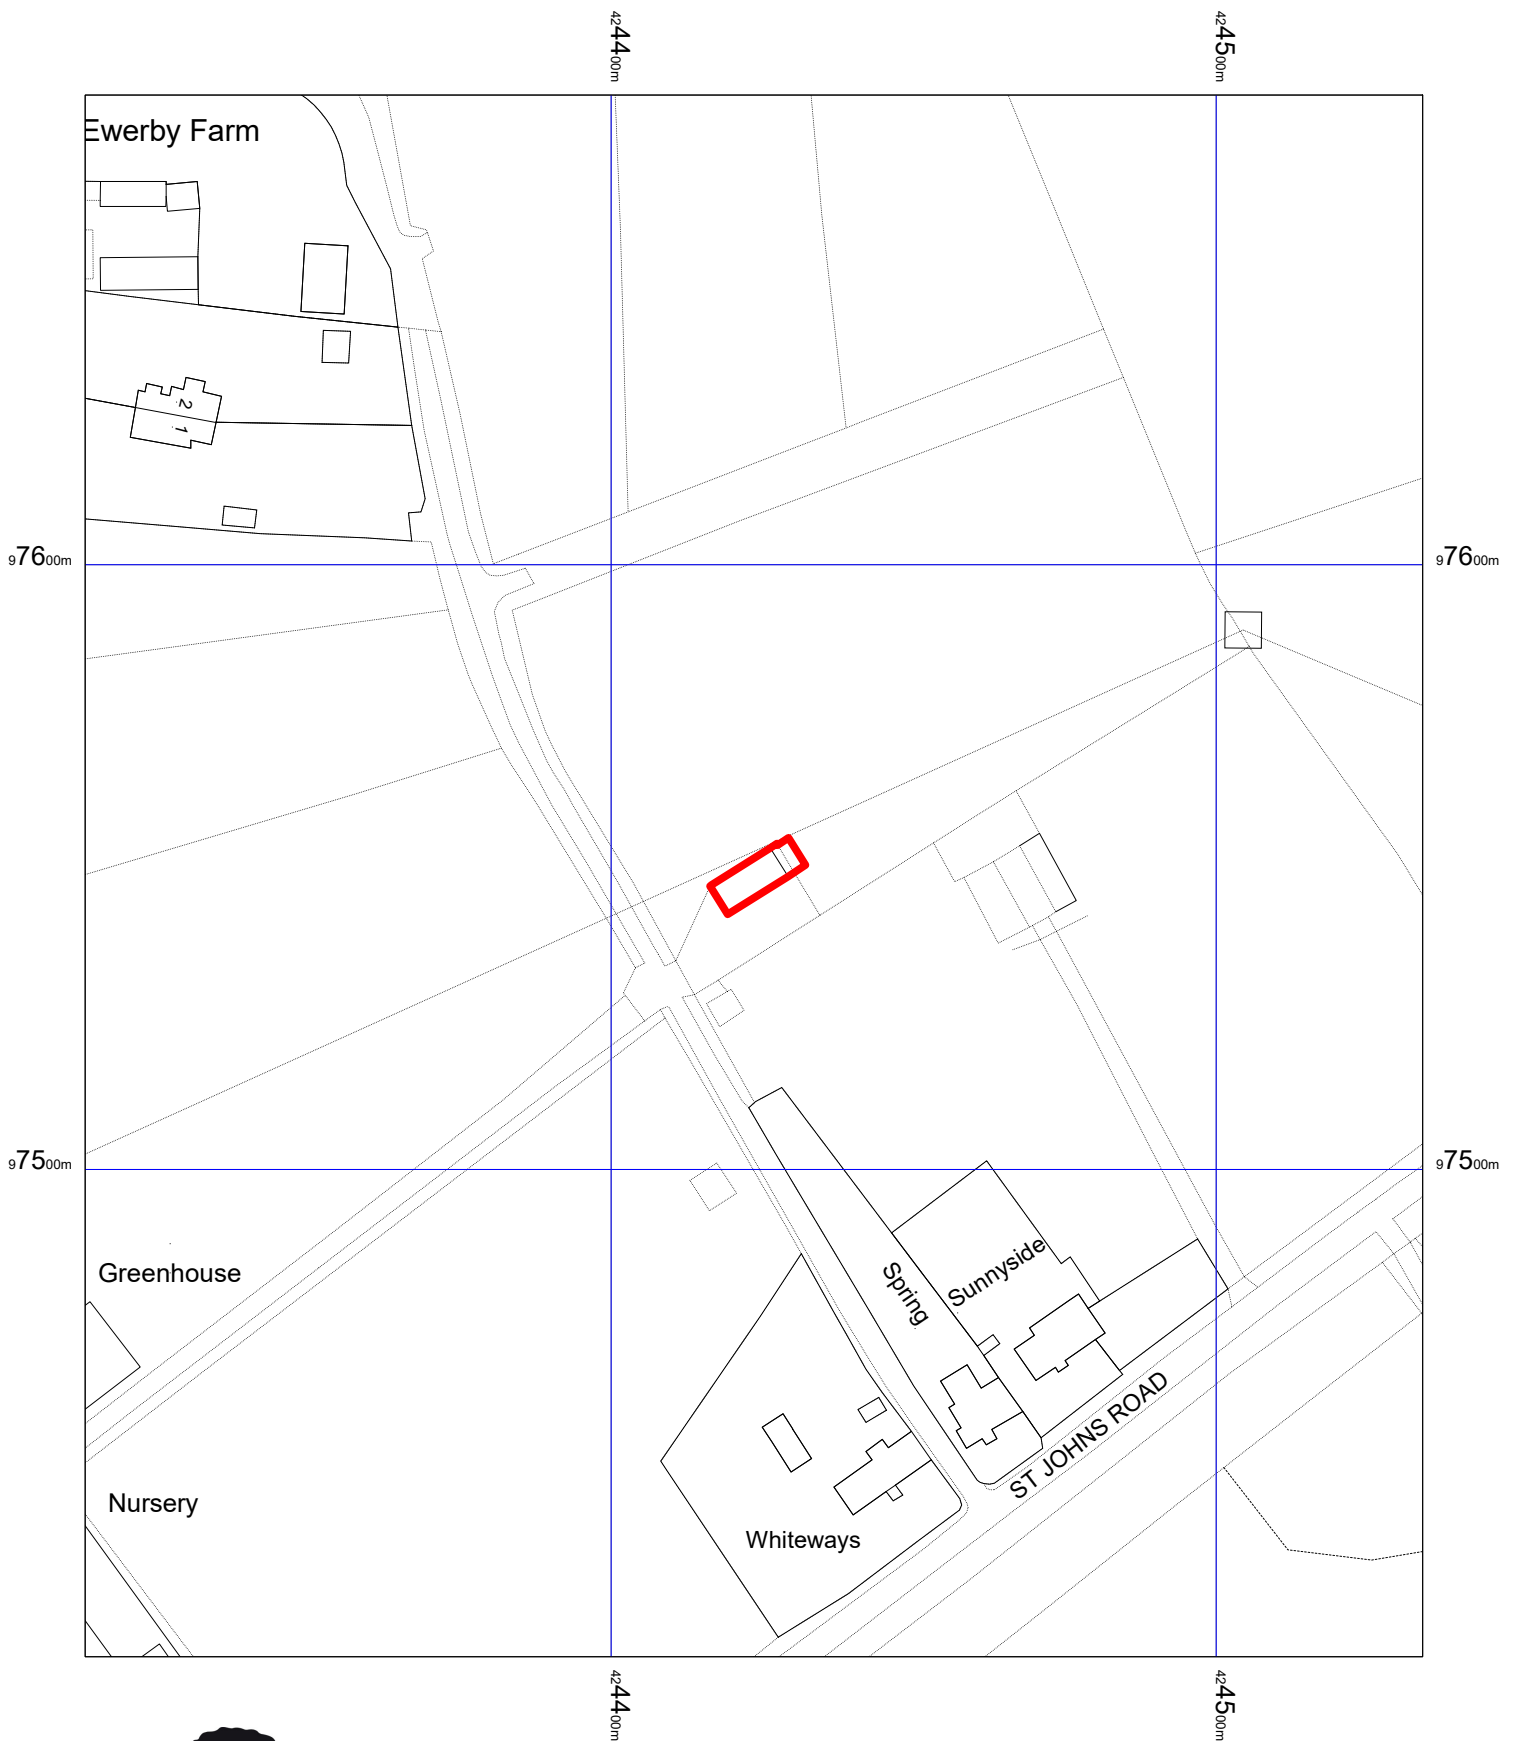 424400m
424500m
Ewerby Farm
2
1
97600m
97600m
97500m
97500m
Greenhouse
Spring
Sunnyside
ST JOHNS ROAD
Nursery
Whiteways
424400m
424500m